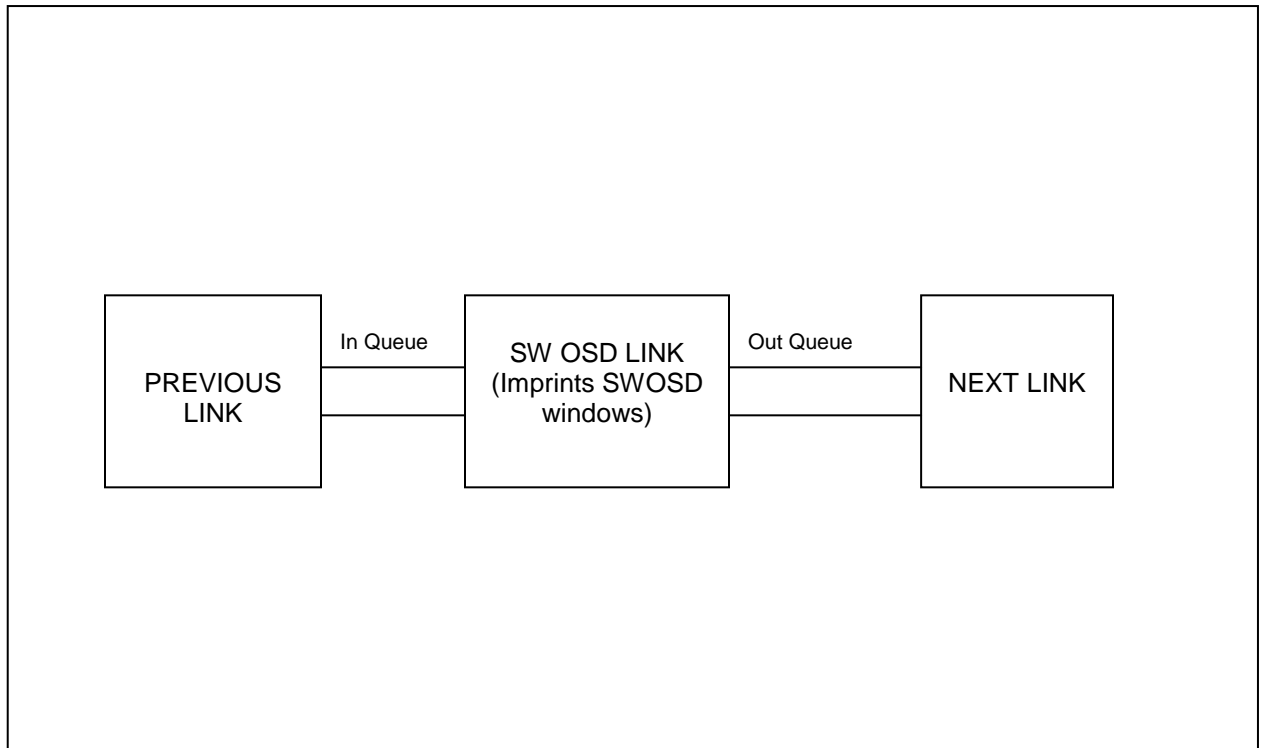 PREVIOUS
LINK
In Queue
SW OSD LINK
(Imprints SWOSD
windows)
Out Queue
NEXT LINK